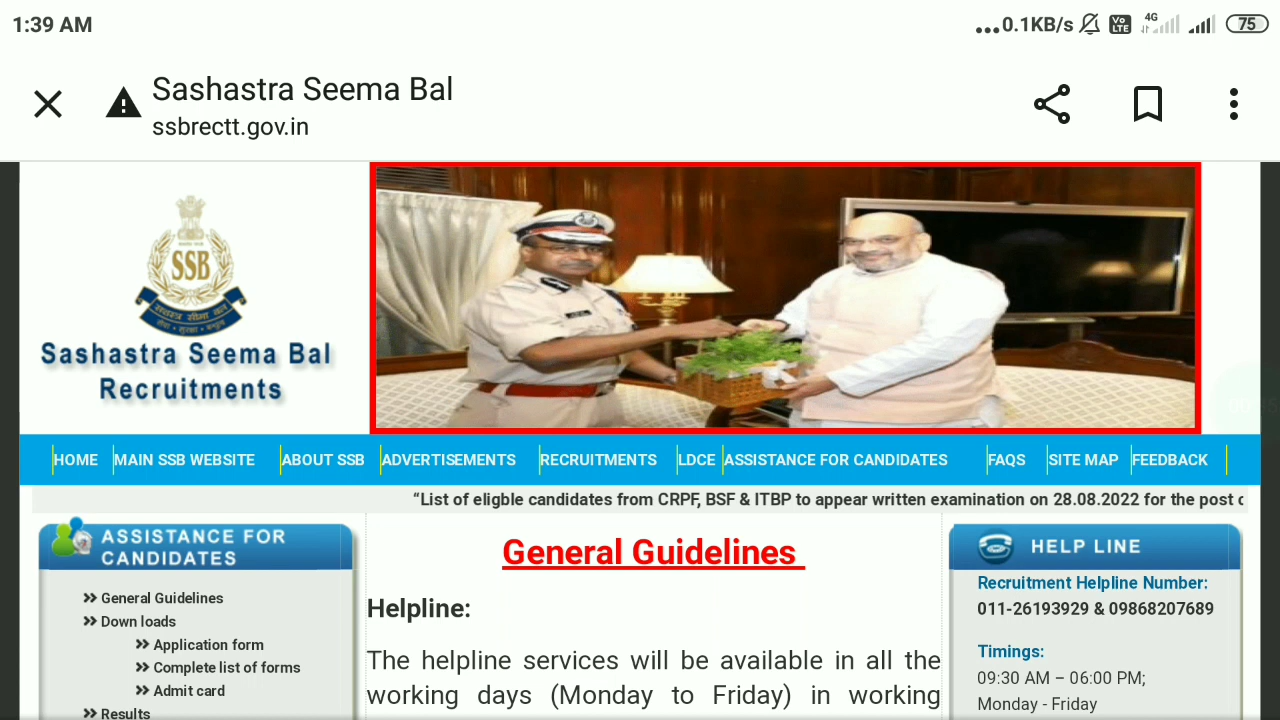 1:39 AM
...0.1KB/s
Vo LTE
4G
75
Sashastra Seema Bal
ssbrectt.gov.in
SSB
Sashastra Seema Bal
Recruitments
HOME MAIN SSB WEBSITE ABOUT SSB ADVERTISEMENTS RECRUITMENTS LDCE ASSISTANCE FOR CANDIDATES FAQS SITE MAP FEEDBACK
“List of eligble candidates from CRPF, BSF & ITBP to appear written examination on 28.08.2022 for the post
ASSISTANCE FOR
CANDIDATES
General Guidelines
Down loads
Application form
Complete list of forms
Admit card
Results
General Guidelines
Helpline:
The helpline services will be available in all the
working days (Monday to Friday) in working
HELP LINE
Recruitment Helpline Number:
011-26193929 & 09868207689
Timings:
09:30 AM – 06:00 PM;
Monday - Friday